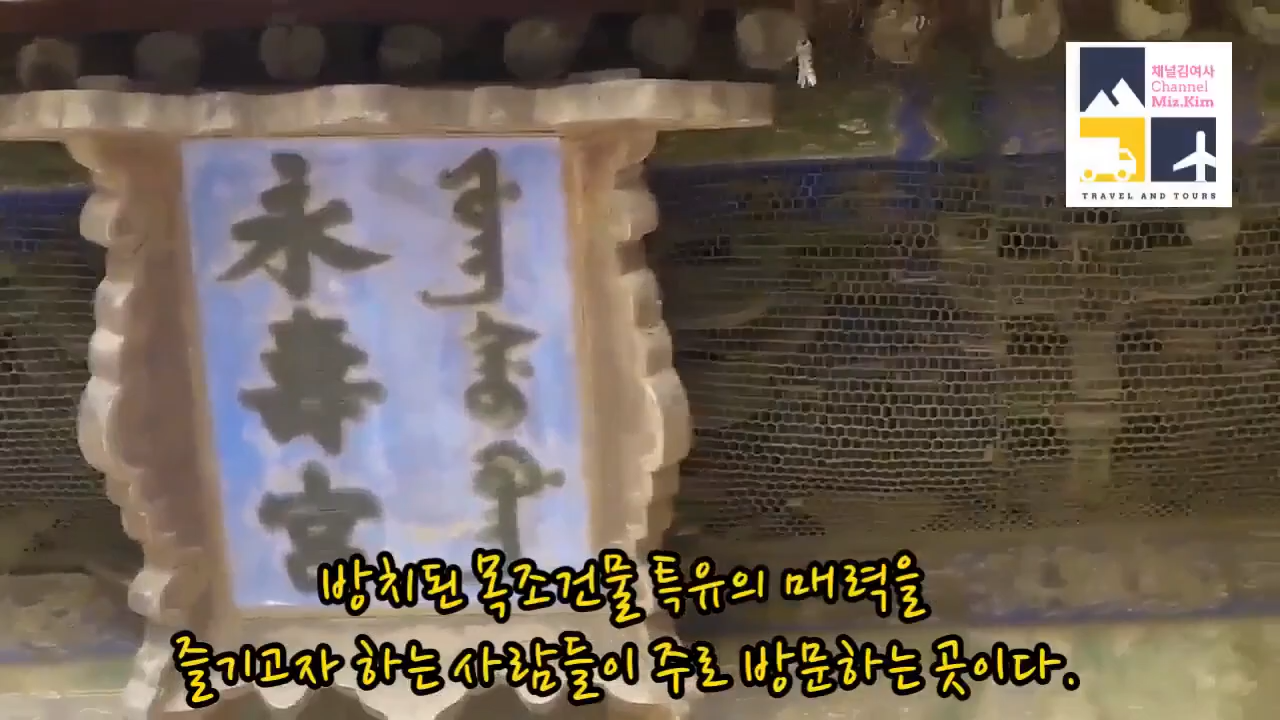 채널김여사
Channel
Miz.Kim
TRAVEL AND TOURS
永壽宮
방치된 목조건물 특유의 매력을
즐기고자 하는 사람들이 주로 방문하는 곳이다.